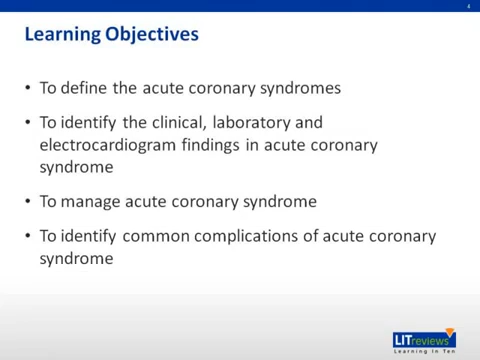 4
Learning Objectives
• To define the acute coronary syndromes
• To identify the clinical, laboratory and
electrocardiogram findings in acute coronary
syndrome
• To manage acute coronary syndrome
• To identify common complications of acute coronary
syndrome
LITreviews
Learning In Ten